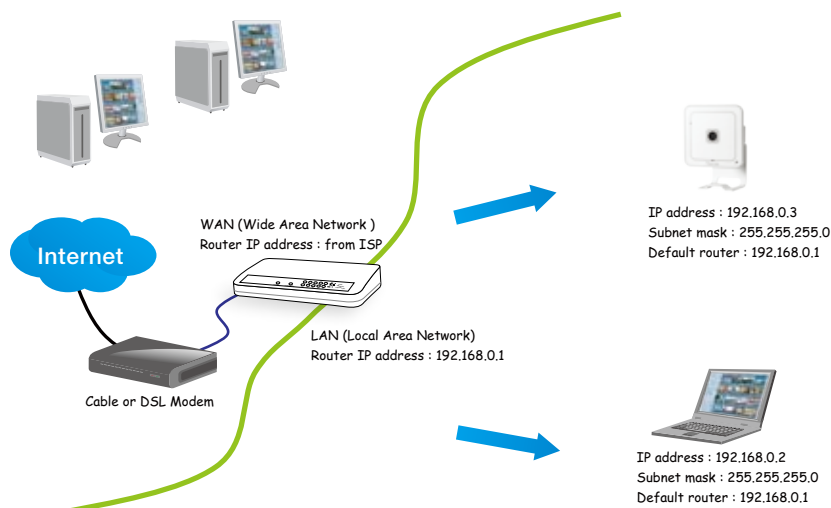 WAN (Wide Area Network )
Router IP address : from ISP
Internet
LAN (Local Area Network)
Router IP address : 192.168.0.1
Cable or DSL Modem
IP address : 192.168.0.3
Subnet mask : 255.255.255.0
Default router : 192.168.0.1
IP address : 192.168.0.2
Subnet mask : 255.255.255.0
Default router : 192.168.0.1